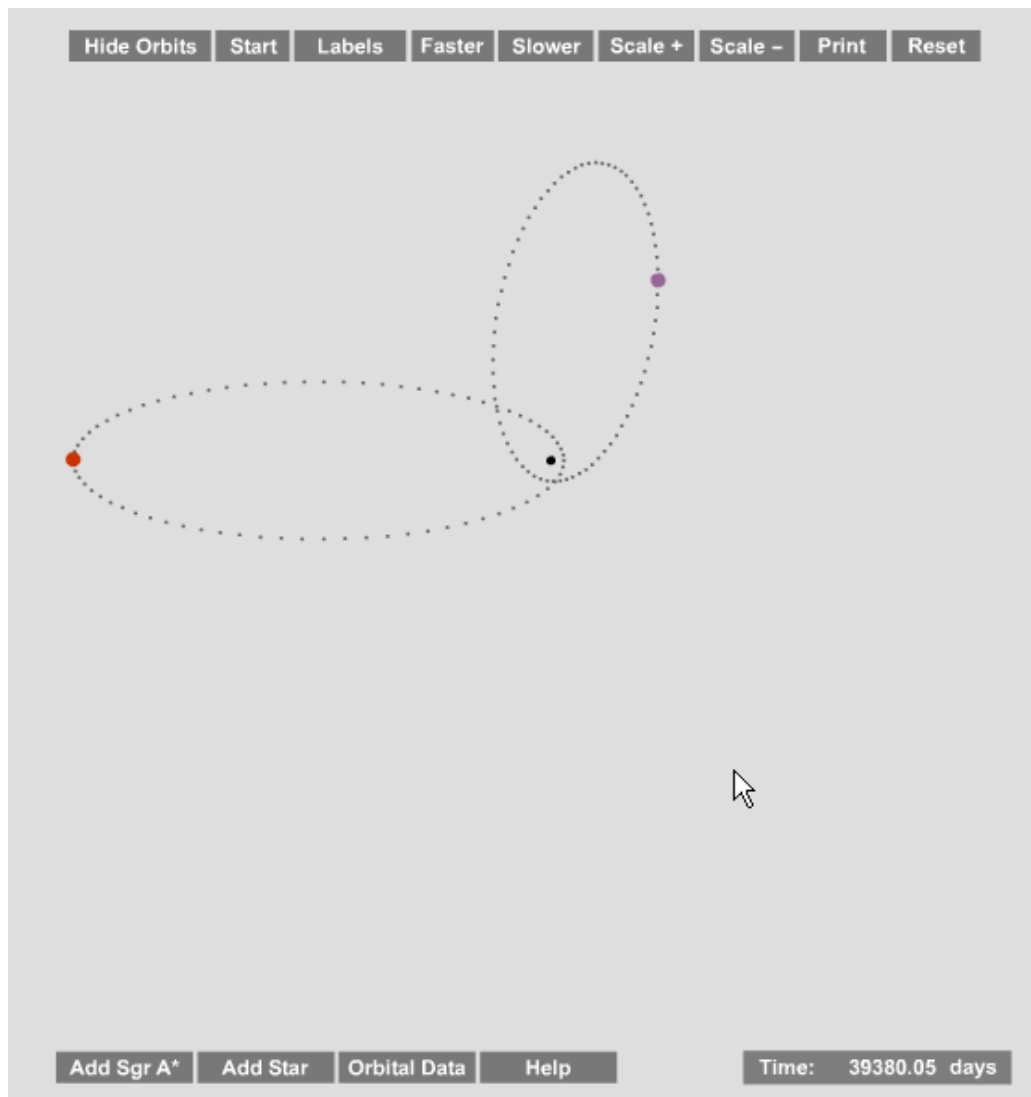 Hide Orbits Start Labels Faster Slower Scale + Scale – Print Reset
Add Sgr A* Add Star Orbital Data Help Time: 39380.05 days